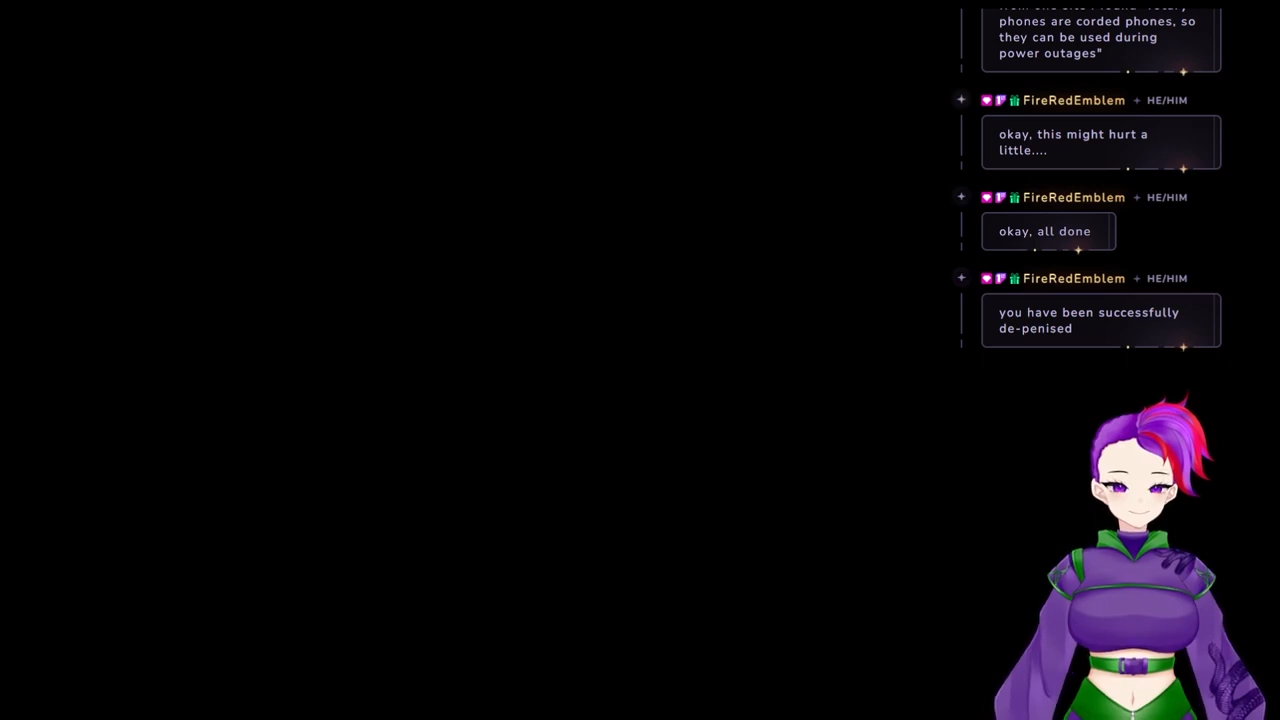 phones are corded phones, so
they can be used during
power outages"
FireRedEmblem HE/HIM
okay, this might hurt a
little....
FireRedEmblem HE/HIM
okay, all done
FireRedEmblem HE/HIM
you have been successfully
de-penised